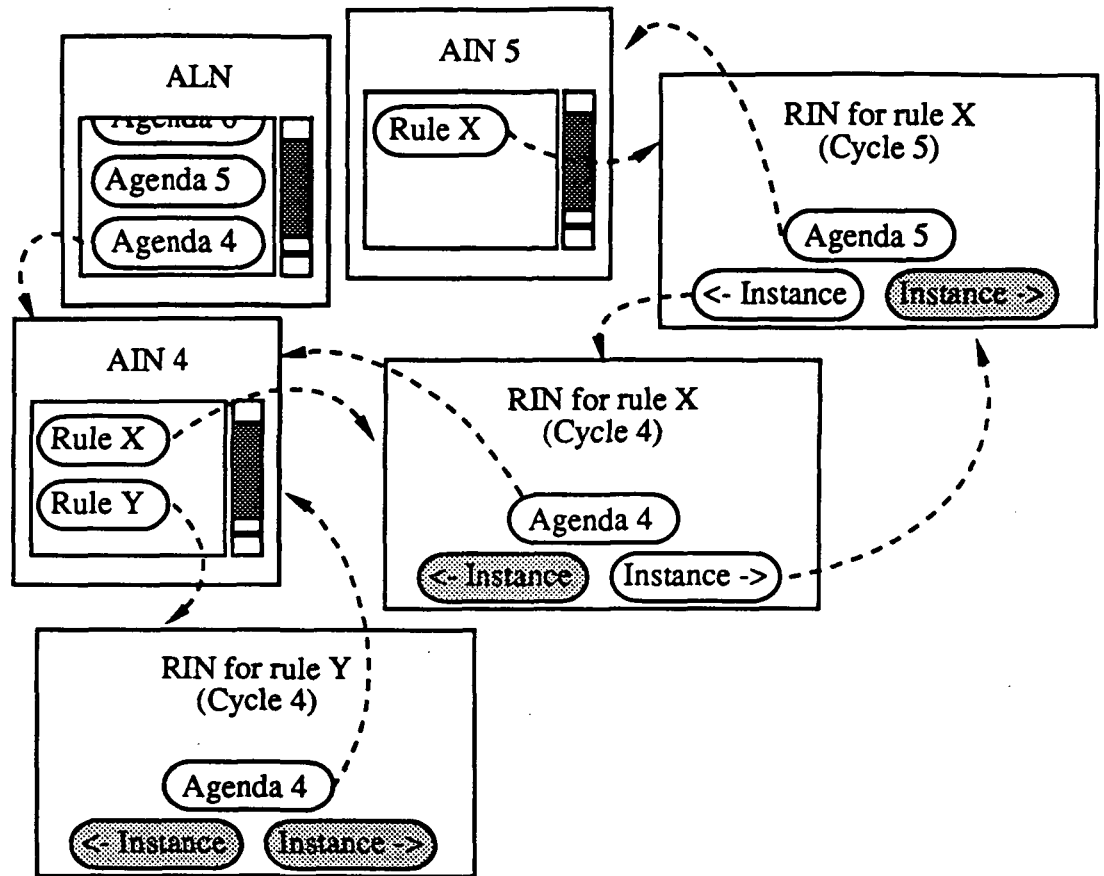 ALN
Agenda 6
Agenda 5
Agenda 4
AIN 5
Rule X
RIN for rule X
(Cycle 5)
Agenda 5
<- Instance
Instance ->
AIN 4
Rule X
Rule Y
RIN for rule X
(Cycle 4)
Agenda 4
<- Instance
Instance ->
RIN for rule Y
(Cycle 4)
Agenda 4
<- Instance
Instance ->